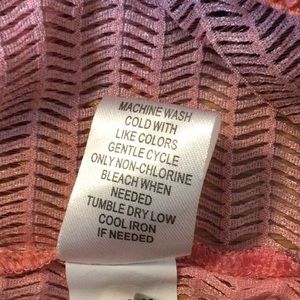 MACHINE WASH
COLD WITH
LIKE COLORS
GENTLE CYCLE
ONLY NON-CHLORINE
BLEACH WHEN
NEEDED
TUMBLE DRY LOW
COOL IRON
IF NEEDED